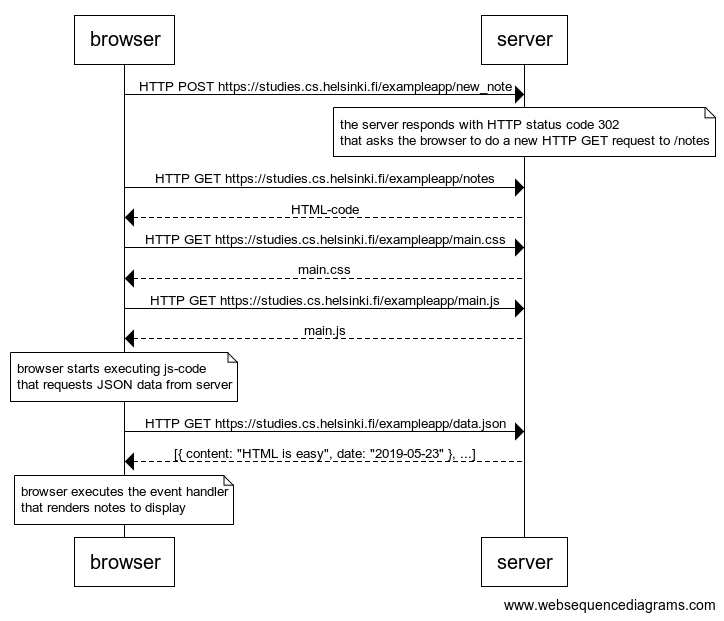 browser
server
HTTP POST https://studies.cs.helsinki.fi/exampleapp/new_note
the server responds with HTTP status code 302
that asks the browser to do a new HTTP GET request to /notes
HTTP GET https://studies.cs.helsinki.fi/exampleapp/notes
HTML-code
HTTP GET https://studies.cs.helsinki.fi/exampleapp/main.css
main.css
HTTP GET https://studies.cs.helsinki.fi/exampleapp/main.js
main.js
browser starts executing js-code
that requests JSON data from server
HTTP GET https://studies.cs.helsinki.fi/exampleapp/data.json
[{ content: "HTML is easy", date: "2019-05-23" }, ...]
browser executes the event handler
that renders notes to display
browser
server
www.websequencediagrams.com